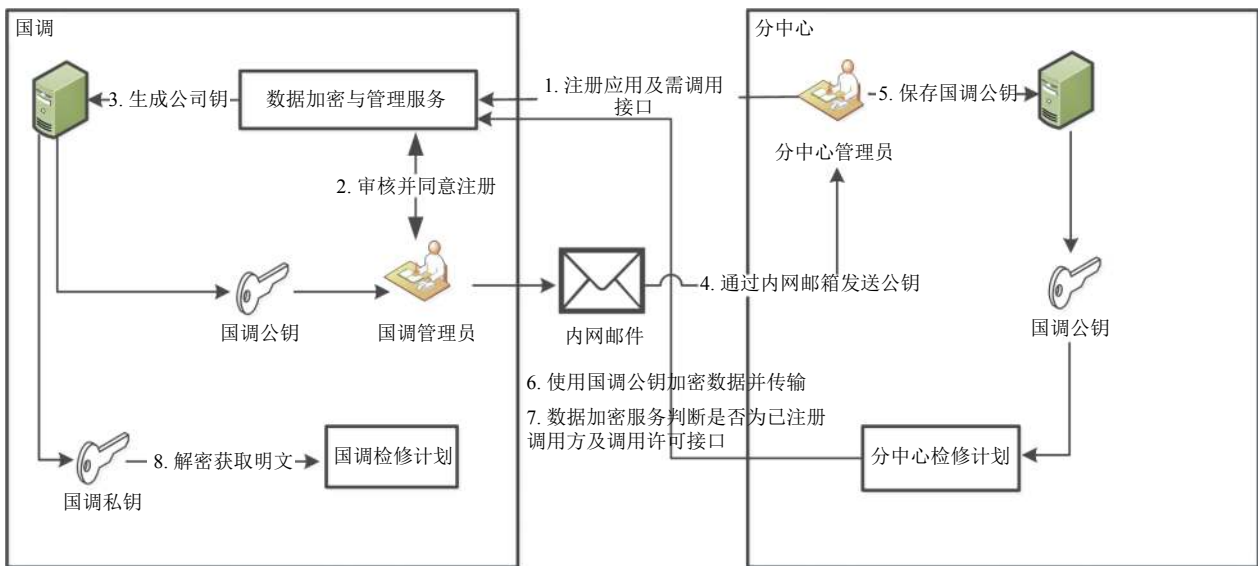 国调
分中心
3. 生成公司钥
数据加密与管理服务
1. 注册应用及需调用
接口
5. 保存国调公钥
分中心管理员
2. 审核并同意注册
4. 通过内网邮箱发送公钥
国调公钥
国调管理员
内网邮件
国调公钥
6. 使用国调公钥加密数据并传输
7. 数据加密服务判断是否为已注册
调用方及调用许可接口
8. 解密获取明文
国调检修计划
分中心检修计划
国调私钥